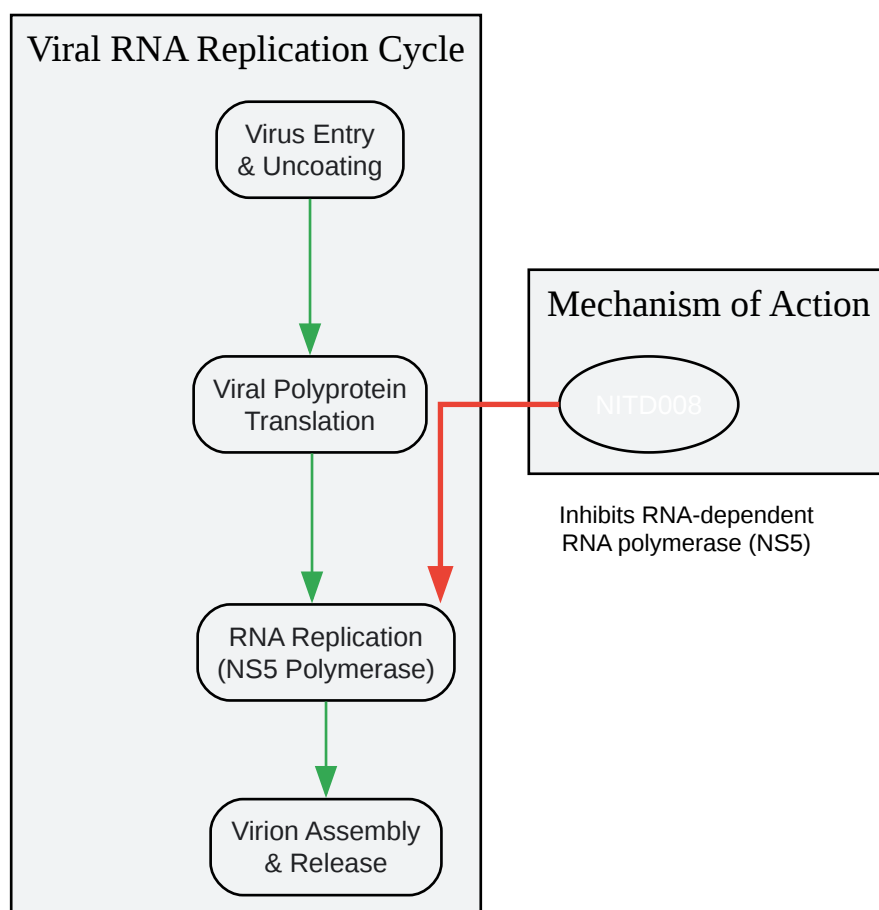 Viral RNA Replication Cycle
Virus Entry
& Uncoating
Mechanism of Action
Viral Polyprotein
Translation
NITD008
Inhibits RNA-dependent
RNA polymerase (NS5)
RNA Replication
(NS5 Polymerase)
Virion Assembly
& Release